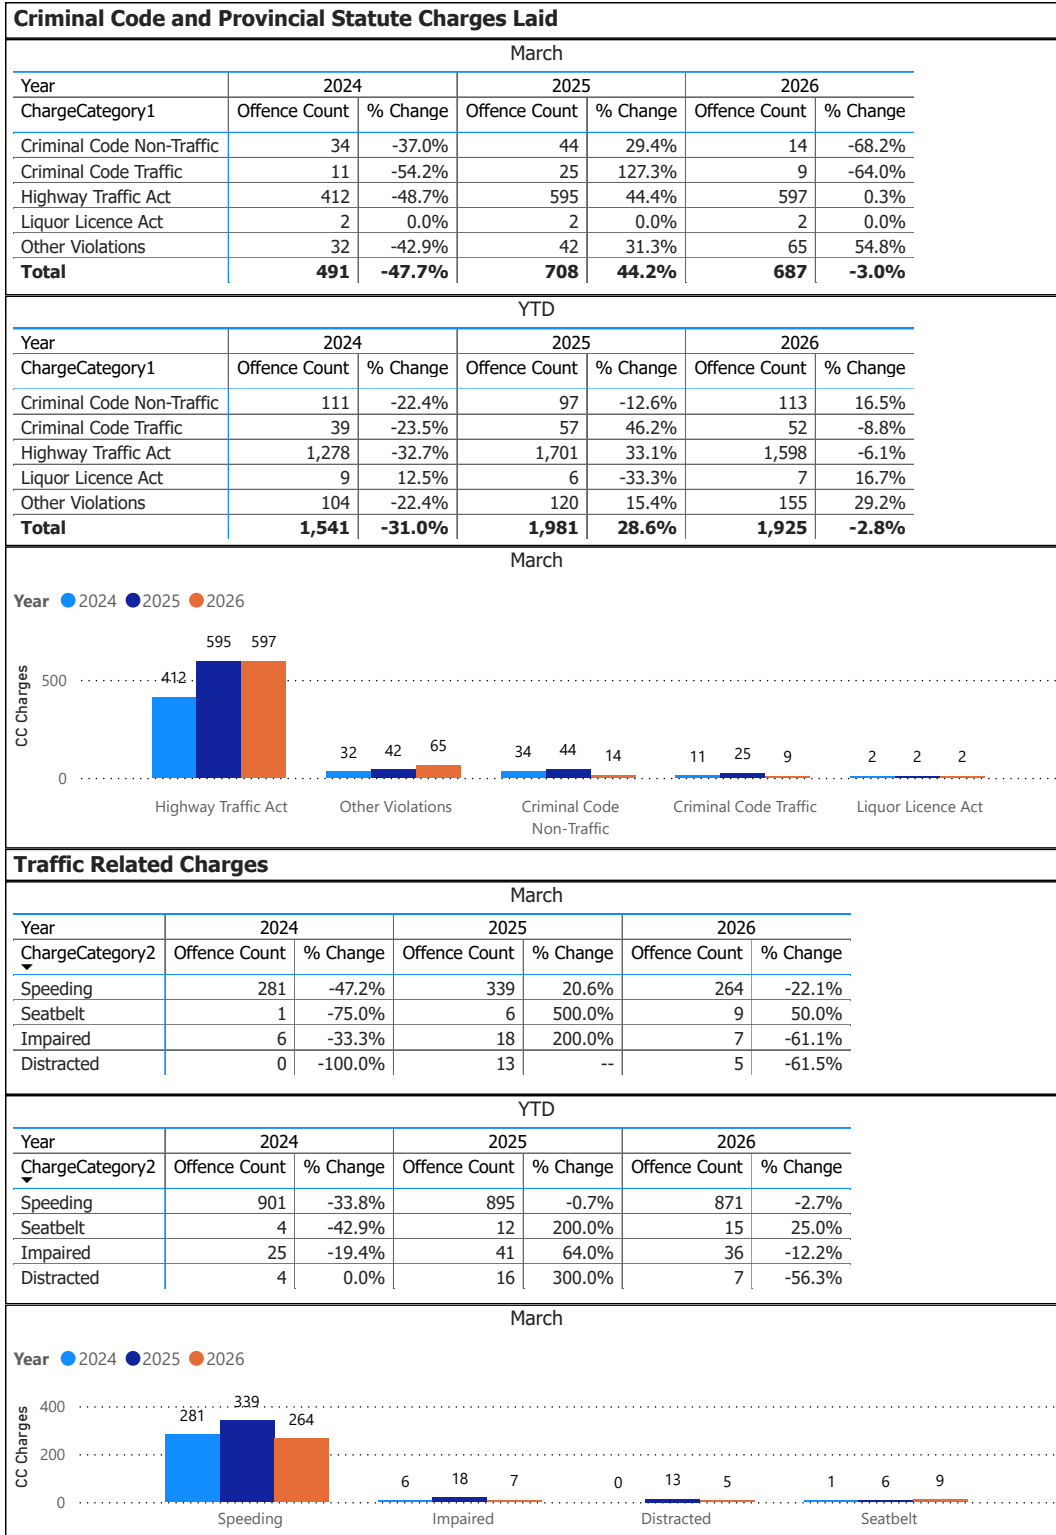 Criminal Code and Provincial Statute Charges Laid
March
Year 2024 2025 2026
ChargeCategory1 Offence Count % Change Offence Count % Change Offence Count % Change
Criminal Code Non-Traffic 34 -37.0% 44 29.4% 14 -68.2%
Criminal Code Traffic 11 -54.2% 25 127.3% 9 -64.0%
Highway Traffic Act 412 -48.7% 595 44.4% 597 0.3%
Liquor Licence Act 2 0.0% 2 0.0% 2 0.0%
Other Violations 32 -42.9% 42 31.3% 65 54.8%
Total 491 -47.7% 708 44.2% 687 -3.0%
YTD
Year 2024 2025 2026
ChargeCategory1 Offence Count % Change Offence Count % Change Offence Count % Change
Criminal Code Non-Traffic 111 -22.4% 97 -12.6% 113 16.5%
Criminal Code Traffic 39 -23.5% 57 46.2% 52 -8.8%
Highway Traffic Act 1,278 -32.7% 1,701 33.1% 1,598 -6.1%
Liquor Licence Act 9 12.5% 6 -33.3% 7 16.7%
Other Violations 104 -22.4% 120 15.4% 155 29.2%
Total 1,541 -31.0% 1,981 28.6% 1,925 -2.8%
March
Year 2024 2025 2026
CC Charges
500
0
412 595 597
32 42 65
34 44 14
11 25 9
2 2 2
Highway Traffic Act Other Violations Criminal Code Criminal Code Traffic Liquor Licence Act
Non-Traffic
Traffic Related Charges
March
Year 2024 2025 2026
ChargeCategory2 Offence Count % Change Offence Count % Change Offence Count % Change
Speeding 281 -47.2% 339 20.6% 264 -22.1%
Seatbelt 1 -75.0% 6 500.0% 9 50.0%
Impaired 6 -33.3% 18 200.0% 7 -61.1%
Distracted 0 -100.0% 13 -- 5 -61.5%
YTD
Year 2024 2025 2026
ChargeCategory2 Offence Count % Change Offence Count % Change Offence Count % Change
Speeding 901 -33.8% 895 -0.7% 871 -2.7%
Seatbelt 4 -42.9% 12 200.0% 15 25.0%
Impaired 25 -19.4% 41 64.0% 36 -12.2%
Distracted 4 0.0% 16 300.0% 7 -56.3%
March
Year 2024 2025 2026
CC Charges
400
200
0
281 339 264
6 18 7
0 13 5
1 6 9
Speeding Impaired Distracted Seatbelt